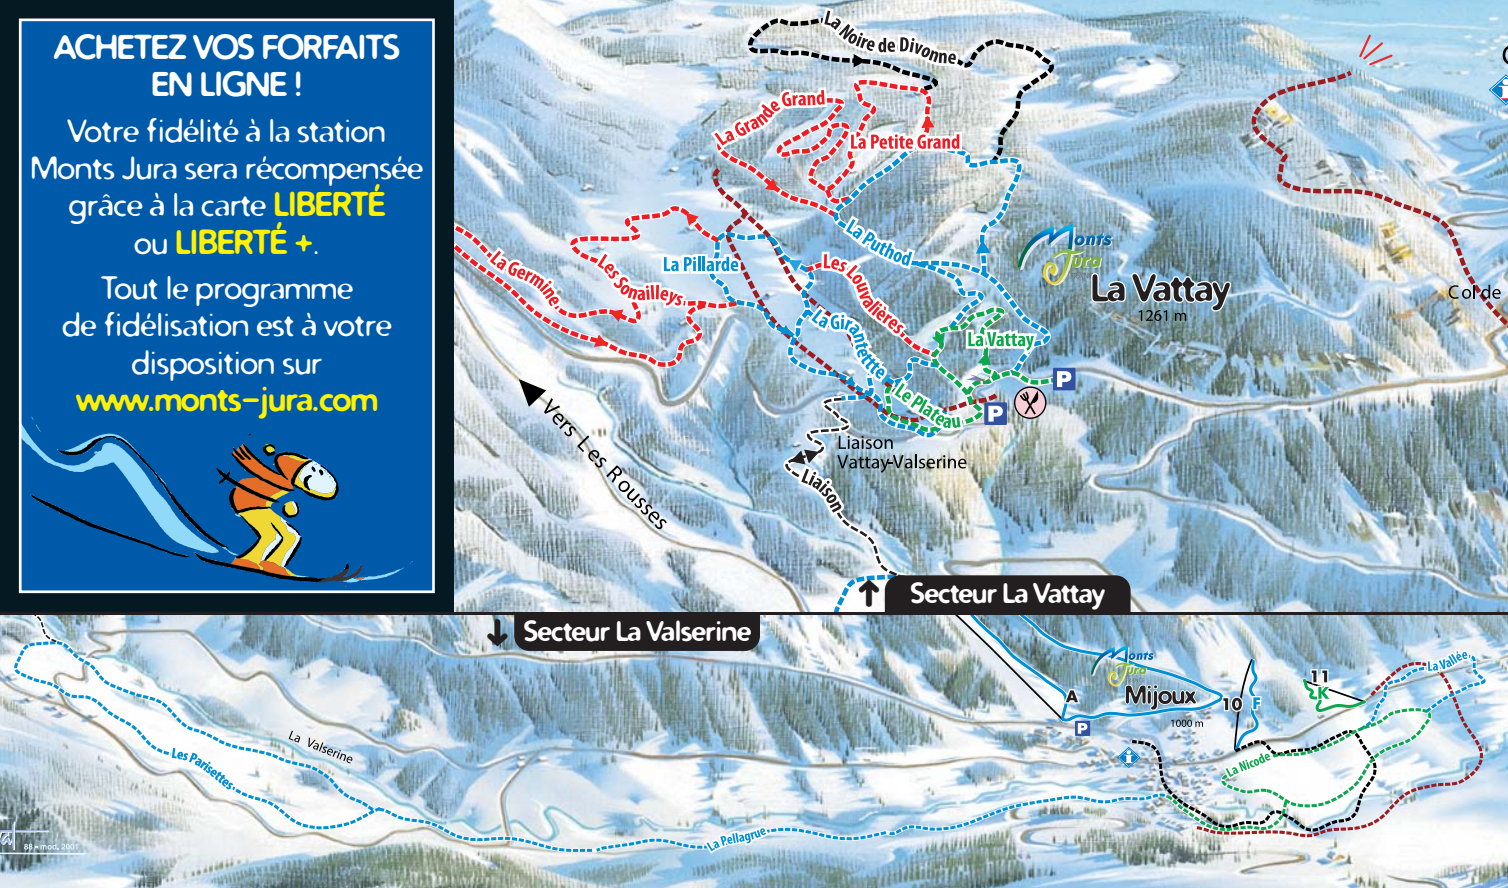 ACHETEZ VOS FORFAITS
EN LIGNE !
Votre fidélité à la station
Monts Jura sera récompensée
grâce à la carte LIBERTÉ
ou LIBERTÉ +.
Tout le programme
de fidélisation est à votre
disposition sur
www.monts-jura.com
La Noire de Divonne
La Grande Grand
La Petite Grand
La Puthod
La Pillarde
Les Louvalières
La Germine
Les Sonailleys
La Girantette
La Vattay
Le Plateau
Monts
Jura
La Vattay
1261 m
Col de
P
P
Vers Les Rousses
Liaison
Vattay-Valserine
Liaison
Secteur La Vattay
Secteur La Valserine
Monts
Jura
Mijoux
1000 m
A
P
10
F
11
K
La Vallée
La Nicode
La Valserine
Les Parisettes
La Pellagrue
88 - mod. 2001